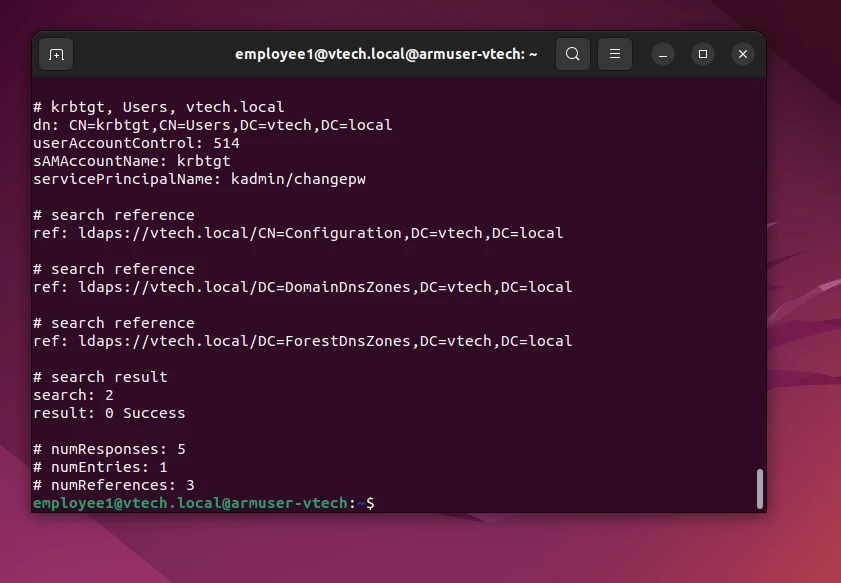 employee1@vtech.local@armuser-vtech: ~
# krbtgt, Users, vtech.local
dn: CN=krbtgt,CN=Users,DC=vtech,DC=local
userAccountControl: 514
sAMAccountName: krbtgt
servicePrincipalName: kadmin/changepw
# search reference
ref: ldaps://vtech.local/CN=Configuration,DC=vtech,DC=local
# search reference
ref: ldaps://vtech.local/DC=DomainDnsZones,DC=vtech,DC=local
# search reference
ref: ldaps://vtech.local/DC=ForestDnsZones,DC=vtech,DC=local
# search result
search: 2
result: 0 Success
# numResponses: 5
# numEntries: 1
# numReferences: 3
employee1@vtech.local@armuser-vtech:~$